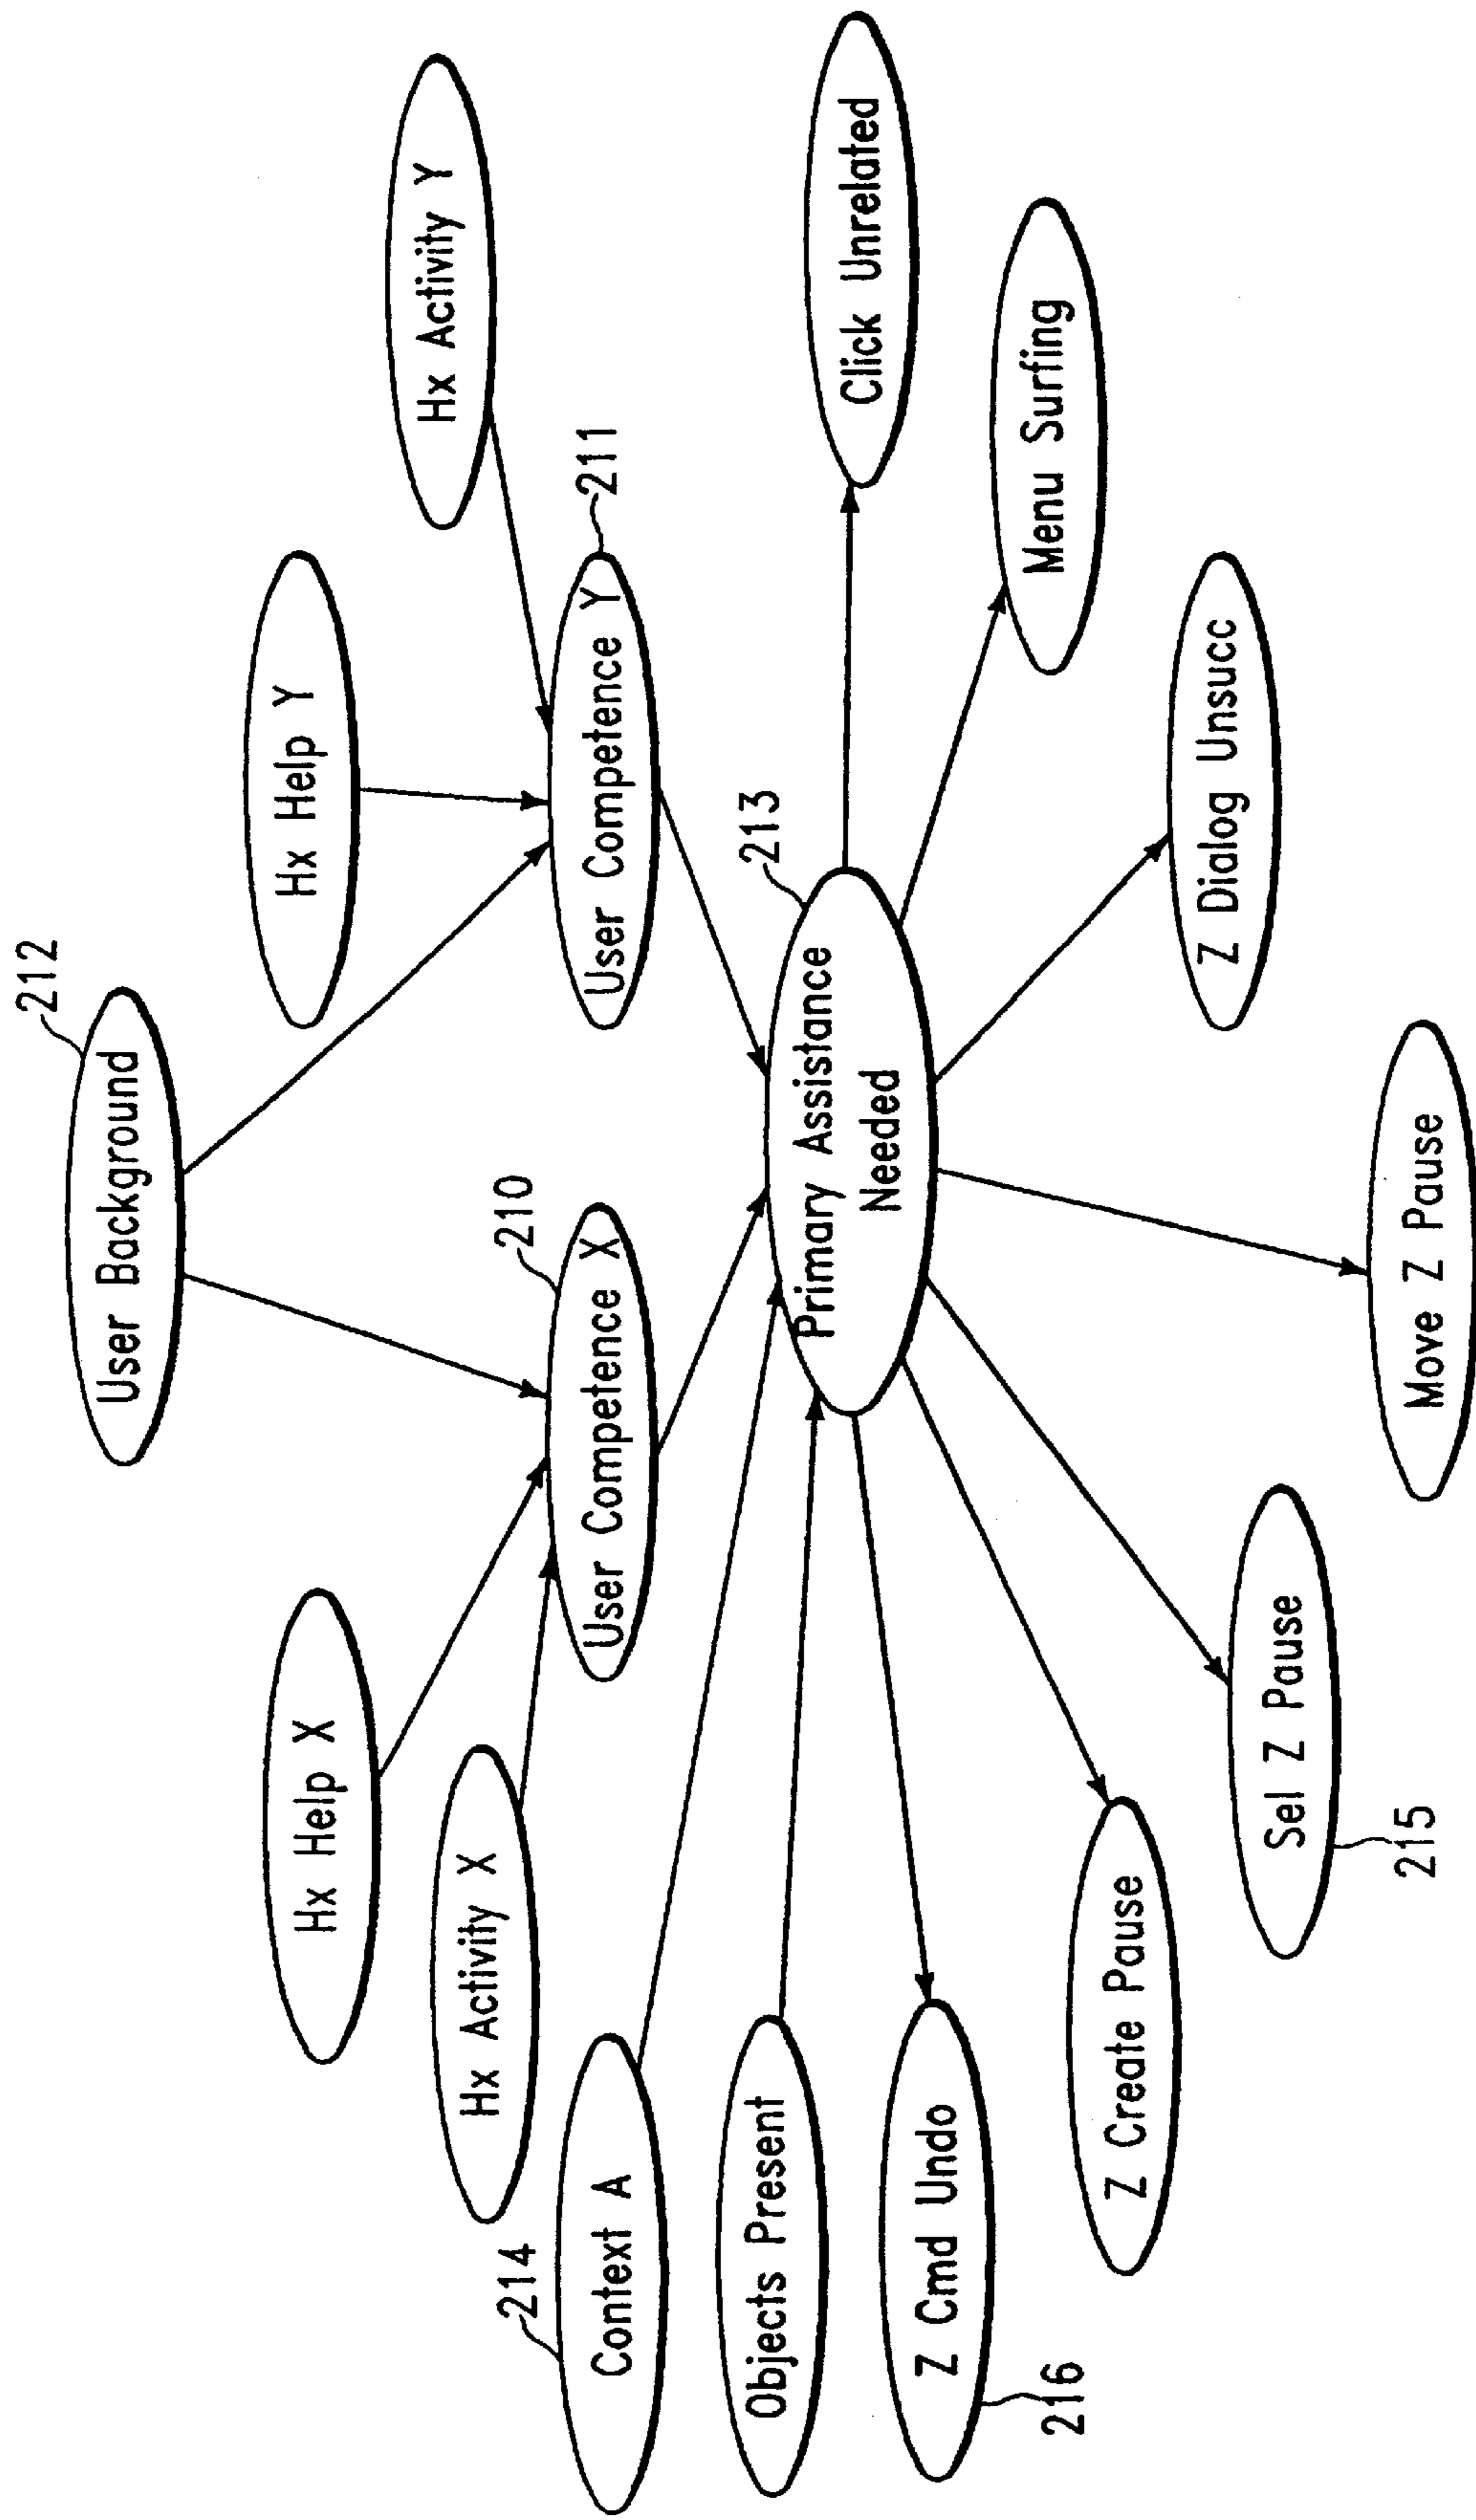 212
User Background
Hx Help X
Hx Help Y
Hx Activity X
Hx Activity Y
214
Context A
210
User Competence X
211
User Competence Y
Objects Present
213
Primary Assistance
Needed
Click Unrelated
216
Z Cmd Undo
Menu Surfing
Z Create Pause
Z Dialog Unsucc
215
Sel Z Pause
Move Z Pause